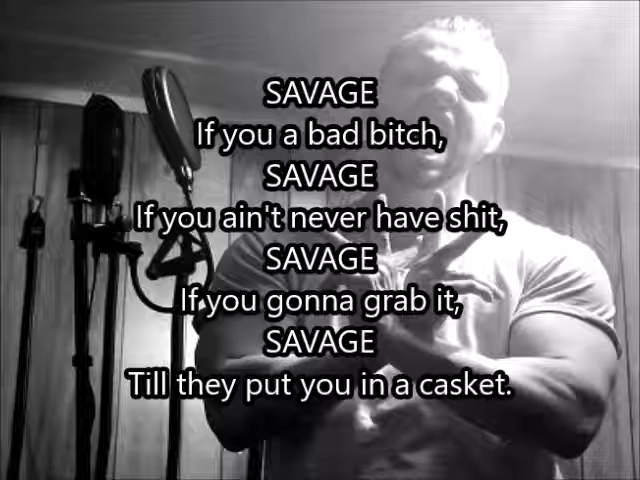 SAVAGE
If you a bad bitch,
SAVAGE
If you ain't never have shit,
SAVAGE
If you gonna grab it,
SAVAGE
Till they put you in a casket.